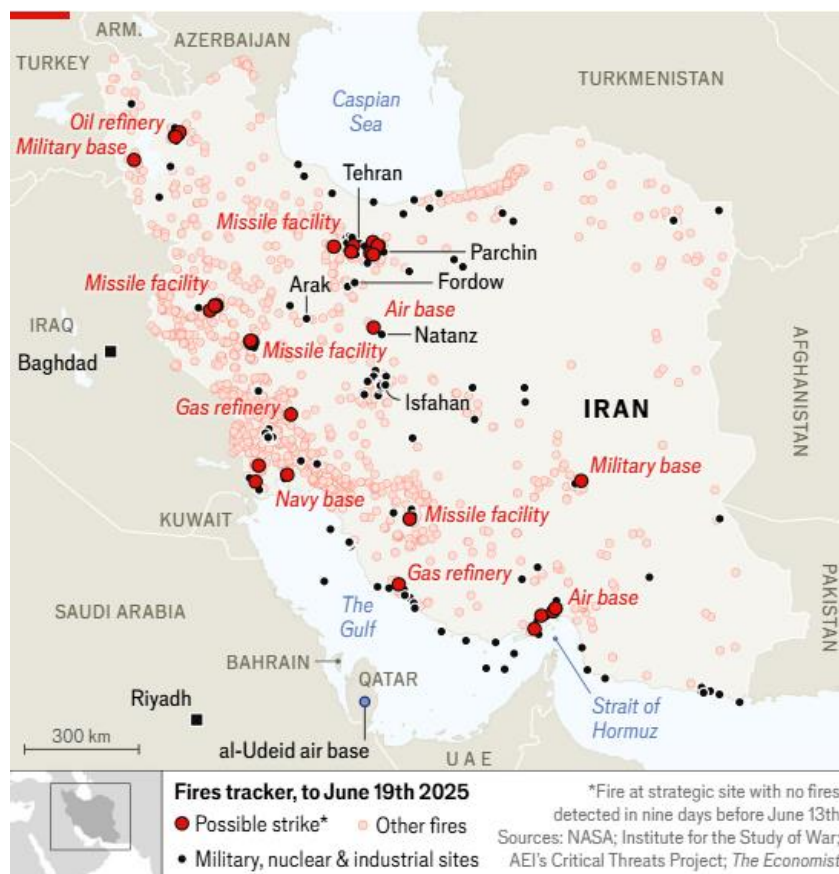 ARM.
AZERBAIJAN
TURKEY
TURKMENISTAN
Caspian
Sea
Oil refinery
Military base
Tehran
Missile facility
Parchin
Arak
Fordow
Missile facility
Air base
IRAQ
Natanz
Baghdad
Missile facility
AFGHANISTAN
Isfahan
Gas refinery
IRAN
Military base
Navy base
KUWAIT
Missile facility
Gas refinery
PAKISTAN
SAUDI ARABIA
The
Gulf
Air base
BAHRAIN
QATAR
Riyadh
Strait of
Hormuz
300 km
al-Udeid air base
UAE
Fires tracker, to June 19th 2025
Possible strike*
Other fires
Military, nuclear & industrial sites
*Fire at strategic site with no fires
detected in nine days before June 13th
Sources: NASA; Institute for the Study of War;
AEI's Critical Threats Project; The Economist